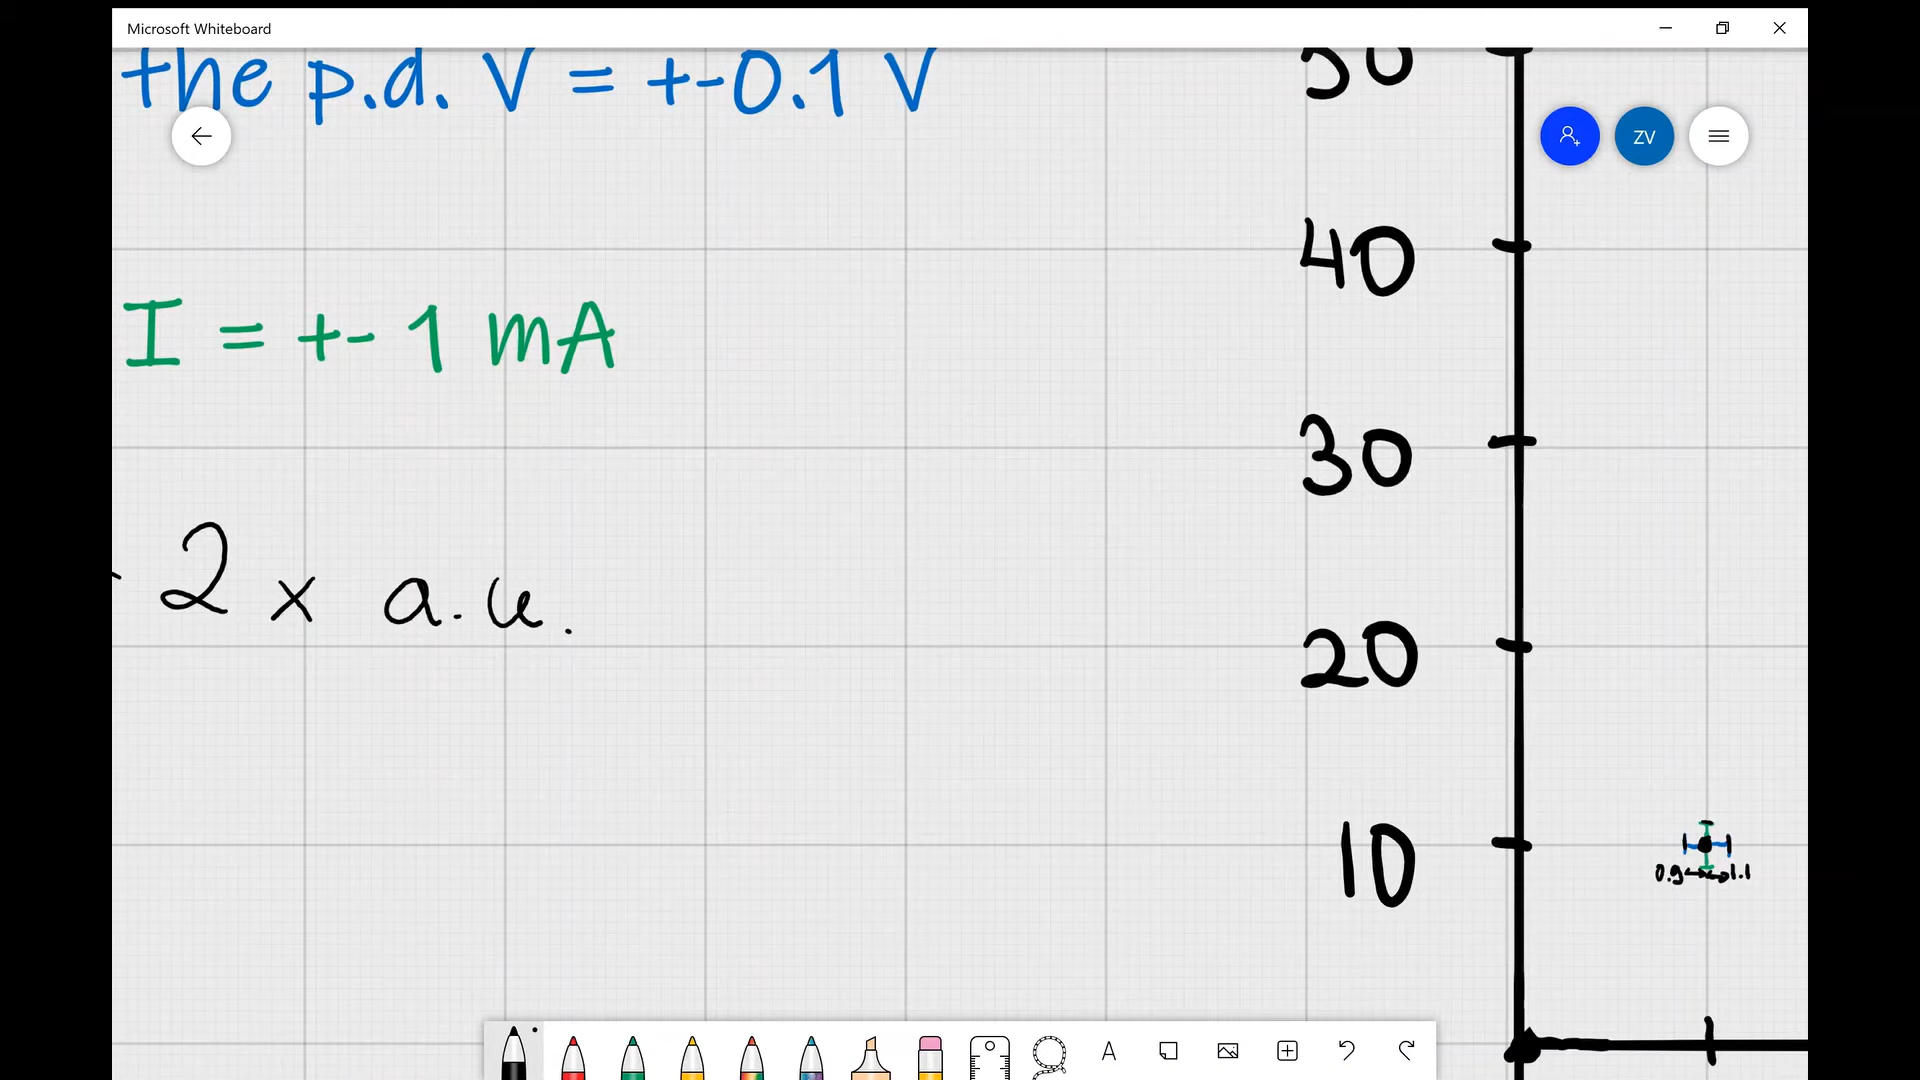 Microsoft Whiteboard
the p.d. V = +-0.1 V
50
ZV
40
I = +- 1 mA
30
2 x a.u.
20
10
0.9 1.1
A